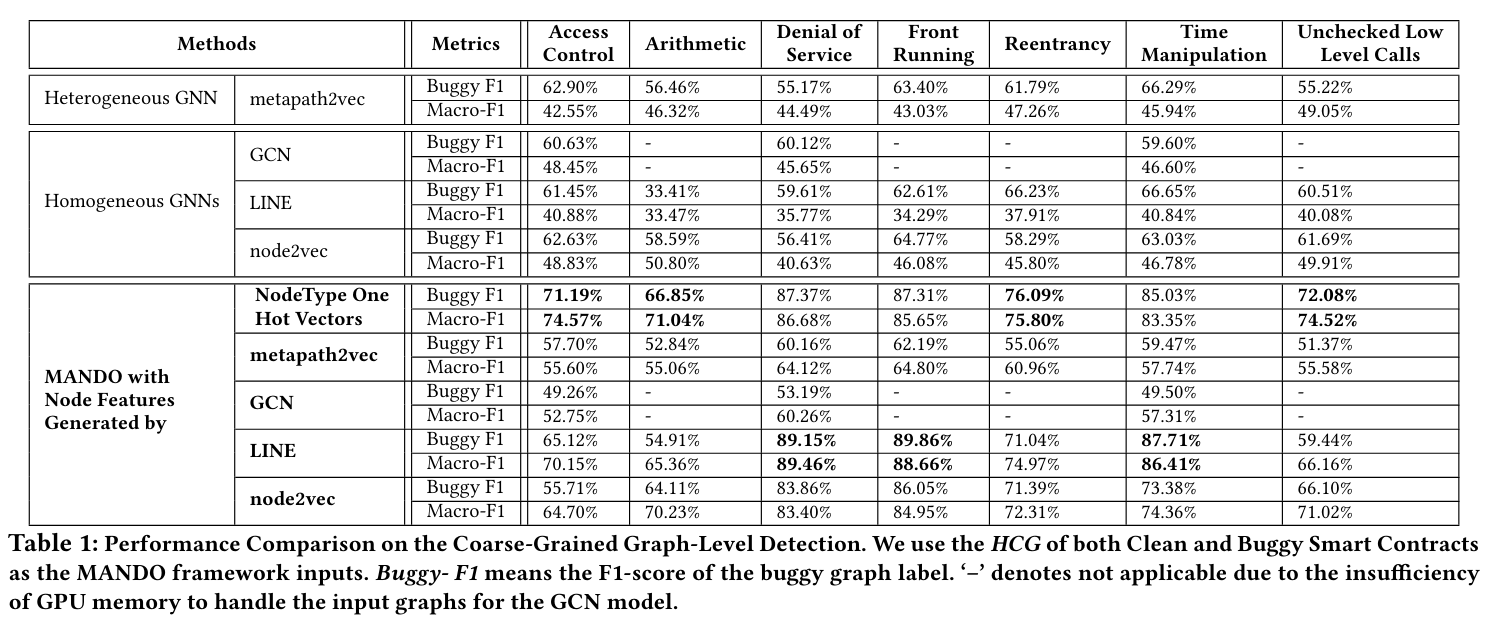 Methods Metrics Access Control Arithmetic Denial of Service Front Running Reentrancy Time Manipulation Unchecked Low Level Calls
Heterogeneous GNN metapath2vec Buggy F1 62.90% 56.46% 55.17% 63.40% 61.79% 66.29% 55.22%
Macro-F1 42.55% 46.32% 44.49% 43.03% 47.26% 45.94% 49.05%
Homogeneous GNNs GCN Buggy F1 60.63% - 60.12% - - 59.60% -
Macro-F1 48.45% - 45.65% - - 46.60% -
LINE Buggy F1 61.45% 33.41% 59.61% 62.61% 66.23% 66.65% 60.51%
Macro-F1 40.88% 33.47% 35.77% 34.29% 37.91% 40.84% 40.08%
node2vec Buggy F1 62.63% 58.59% 56.41% 64.77% 58.29% 63.03% 61.69%
Macro-F1 48.83% 50.80% 40.63% 46.08% 45.80% 46.78% 49.91%
MANDO with Node Features Generated by NodeType One Hot Vectors Buggy F1 71.19% 66.85% 87.37% 87.31% 76.09% 85.03% 72.08%
Macro-F1 74.57% 71.04% 86.68% 85.65% 75.80% 83.35% 74.52%
metapath2vec Buggy F1 57.70% 52.84% 60.16% 62.19% 55.06% 59.47% 51.37%
Macro-F1 55.60% 55.06% 64.12% 64.80% 60.96% 57.74% 55.58%
GCN Buggy F1 49.26% - 53.19% - - 49.50% -
Macro-F1 52.75% - 60.26% - - 57.31% -
LINE Buggy F1 65.12% 54.91% 89.15% 89.86% 71.04% 87.71% 59.44%
Macro-F1 70.15% 65.36% 89.46% 88.66% 74.97% 86.41% 66.16%
node2vec Buggy F1 55.71% 64.11% 83.86% 86.05% 71.39% 73.38% 66.10%
Macro-F1 64.70% 70.23% 83.40% 84.95% 72.31% 74.36% 71.02%
Table 1: Performance Comparison on the Coarse-Grained Graph-Level Detection. We use the HCG of both Clean and Buggy Smart Contracts
as the MANDO framework inputs. Buggy- F1 means the F1-score of the buggy graph label. ‘–’ denotes not applicable due to the insufficiency
of GPU memory to handle the input graphs for the GCN model.